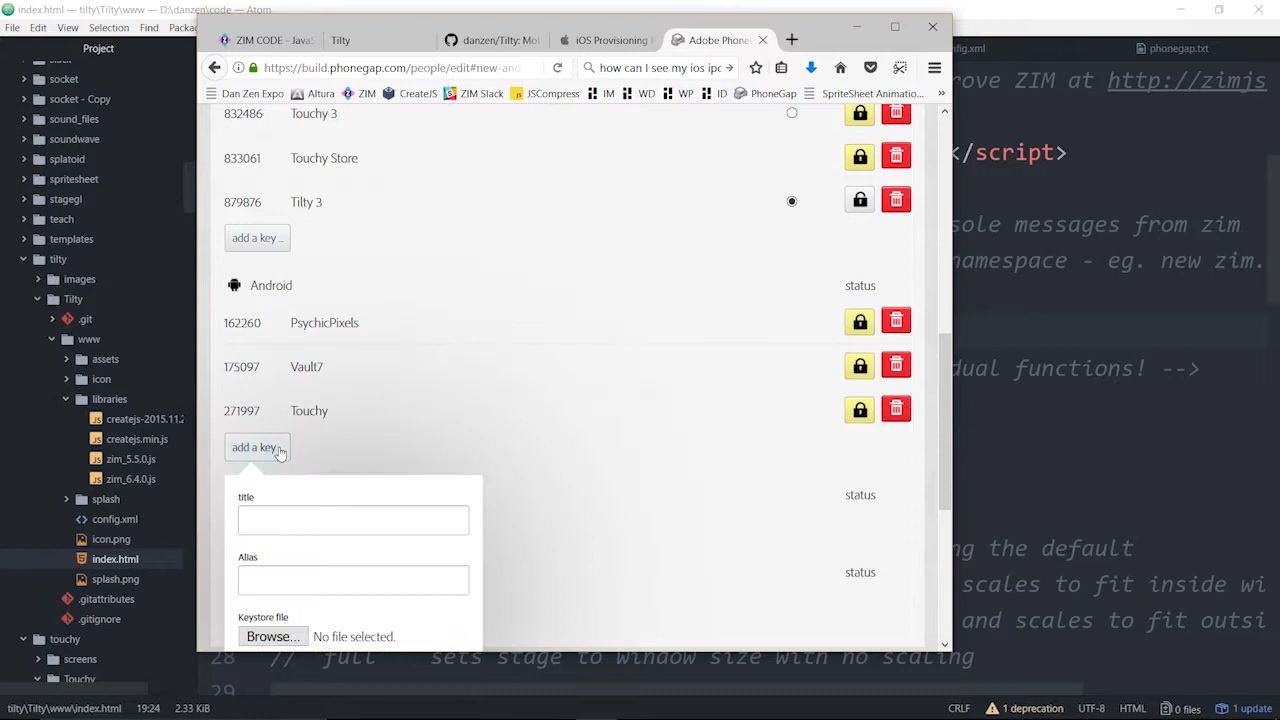 index.html — D:\danzen\code — Atom
File Edit View Selection Find Packa
Project
socket
socket - Copy
sound_files
soundwave
splatoid
spritesheet
stagegl
teach
templates
tilty
images
Tilty
.git
www
assets
icon
libraries
createjs-2015.11.2
createjs.min.js
zim_5.5.0.js
zim_6.4.0.js
splash
config.xml
icon.png
index.html
splash.png
.gitattributes
.gitignore
touchy
screens
Touchy
ZIM CODE - JavaS
Tilty
danzen/Tilty: Mo
iOS Provisioning
Adobe Phone
https://build.phonegap.com/people/edit#new-and
how can I see my ios ipc
Dan Zen Expo Altura ZIM CreateJS ZIM Slack JSCompress IM WD WP ID PhoneGap SpriteSheet Animatio... »
832486 Touchy 3
833061 Touchy Store
879876 Tilty 3
add a key ...
Android status
162260 PsychicPixels
175097 Vault7
271997 Touchy
add a key
title
Alias
Keystore file
Browse... No file selected.
status
status
nfig.xml
phonegap.txt
rove ZIM at http://zimjs
</script>
sole messages from zim
namespace - eg. new zim.
dual functions! -->
ng the default
scales to fit inside wi
and scales to fit outsi
28 // full sets stage to window size with no scaling
29
tilty\Tilty\www\index.html 19:24 2.33 KiB CRLF 1 deprecation UTF-8 HTML 0 files 1 update